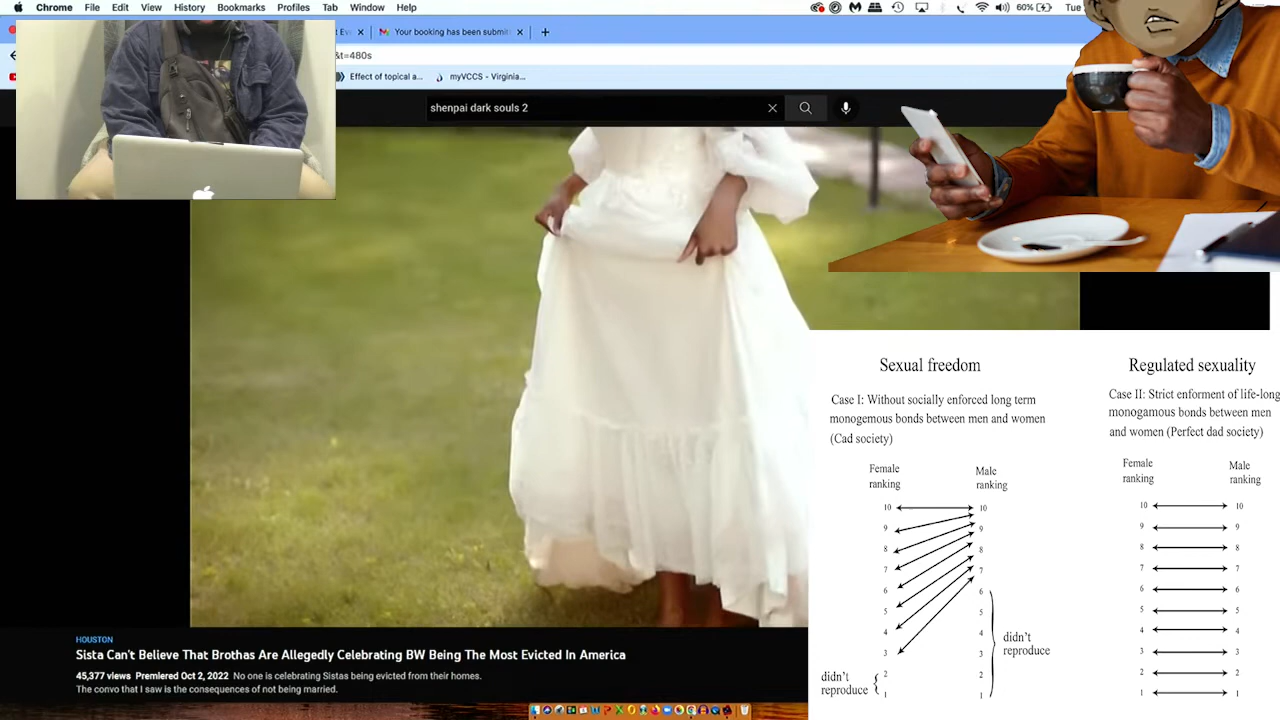 Chrome File Edit View History Bookmarks Profiles Tab Window Help
60% Tue
Your booking has been submit
&t=480s
Effect of topical a...
myVCCS - Virginia...
shenpai dark souls 2
HOUSTON
Sista Can't Believe That Brothas Are Allegedly Celebrating BW Being The Most Evicted In America
45,377 views Premiered Oct 2, 2022 No one is celebrating Sistas being evicted from their homes.
The convo that I saw is the consequences of not being married.
Sexual freedom
Case I: Without socially enforced long term
monogemous bonds between men and women
(Cad society)
Female
ranking
Male
ranking
10 10
9 9
8 8
7 7
6 6
5 5
4 4
3 3
2 2
1 1
didn't
reproduce
didn't
reproduce
Regulated sexuality
Case II: Strict enforment of life-long
monogamous bonds between men
and women (Perfect dad society)
Female
ranking
Male
ranking
10 10
9 9
8 8
7 7
6 6
5 5
4 4
3 3
2 2
1 1